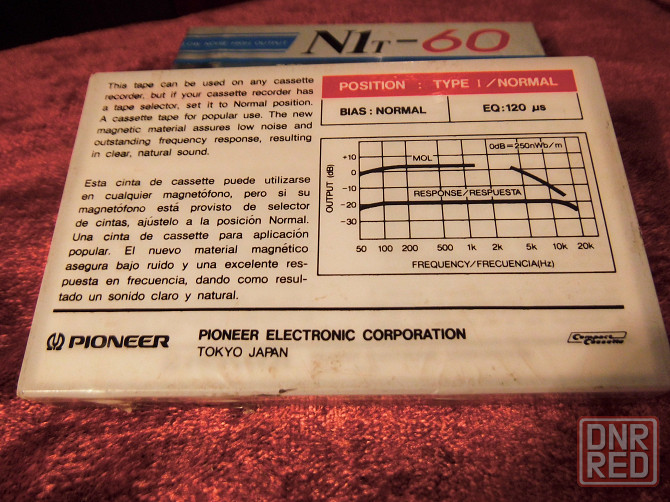 LOW NOISE/HIGH OUTPUT
N1T-60
This tape can be used on any cassette
recorder, but if your cassette recorder has
a tape selector, set it to Normal position.
A cassette tape for popular use. The new
magnetic material assures low noise and
outstanding frequency response, resulting
in clear, natural sound.
Esta cinta de cassette puede utilizarse
en cualquier magnetófono, pero si su
magnetófono está provisto de selector
de cintas, ajústelo a la posición Normal.
Una cinta de cassette para aplicación
popular. El nuevo material magnético
asegura bajo ruido y una excelente res-
puesta en frecuencia, dando como resul-
tado un sonido claro y natural.
POSITION : TYPE I/NORMAL
BIAS : NORMAL
EQ : 120 µs
0dB=250nWb/m
MOL
RESPONSE/RESPUESTA
OUTPUT (dB)
+10
0
-10
-20
-30
50 100 200 500 1k 2k 5k 10k 20k
FREQUENCY/FRECUENCIA(Hz)
PIONEER
PIONEER ELECTRONIC CORPORATION
TOKYO JAPAN
Compact
Cassette
DNR
RED